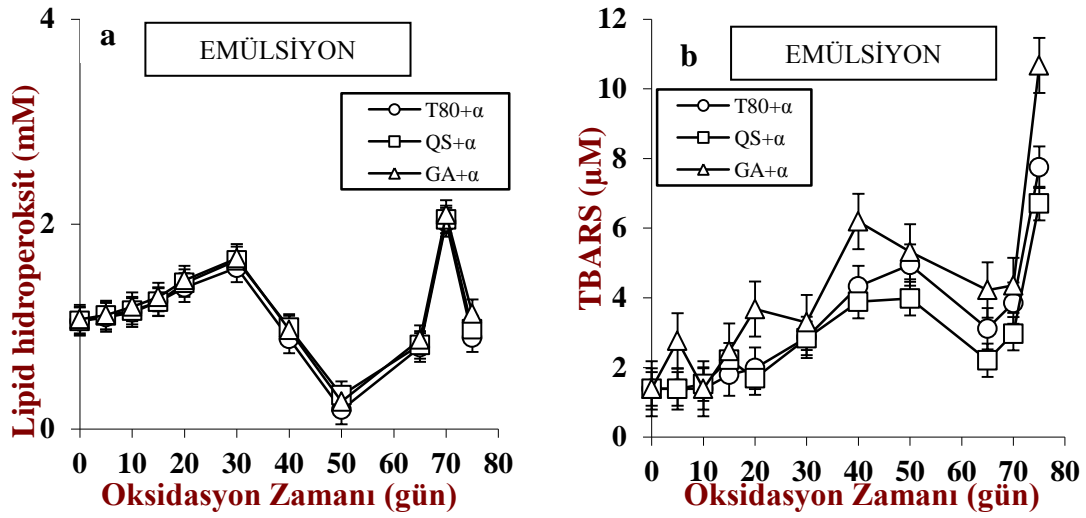 a
EMÜLSİYON
T80+α
QS+α
GA+α
Lipid hidroperoksit (mM)
4
2
0
0 10 20 30 40 50 60 70 80
Oksidasyon Zamanı (gün)
b
EMÜLSİYON
T80+α
QS+α
GA+α
TBARS (µM)
12
10
8
6
4
2
0
0 10 20 30 40 50 60 70 80
Oksidasyon Zamanı (gün)